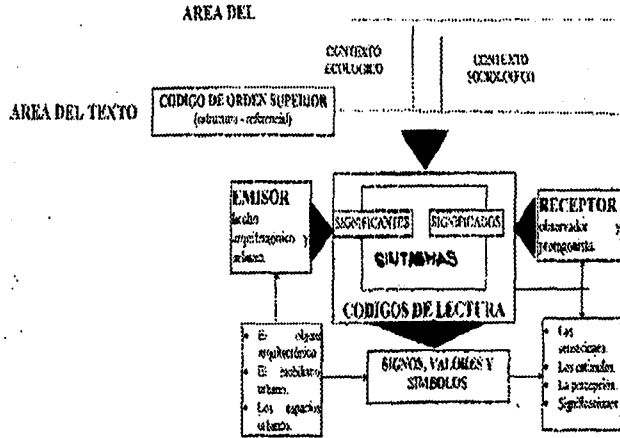 AREA DEL
CONTEXTO
ECOLOGICO
CONTEXTO
SOCIOLOGICO
AREA DEL TEXTO
CODIGO DE ORDEN SUPERIOR
(estructura - referencial)
EMISOR
hecho
arquitectónico y
urbano.
SIGNIFICANTES
SIGNIFICADOS
SINTAGMAS
CODIGOS DE LECTURA
RECEPTOR
observador y
protagonista.
• El objeto
arquitectónico
• El mobiliario
urbano.
• Los espacios
urbanos.
SIGNOS, VALORES Y
SIMBOLOS
• Las
sensaciones.
• Los estímulos.
• La percepción.
• Significaciones